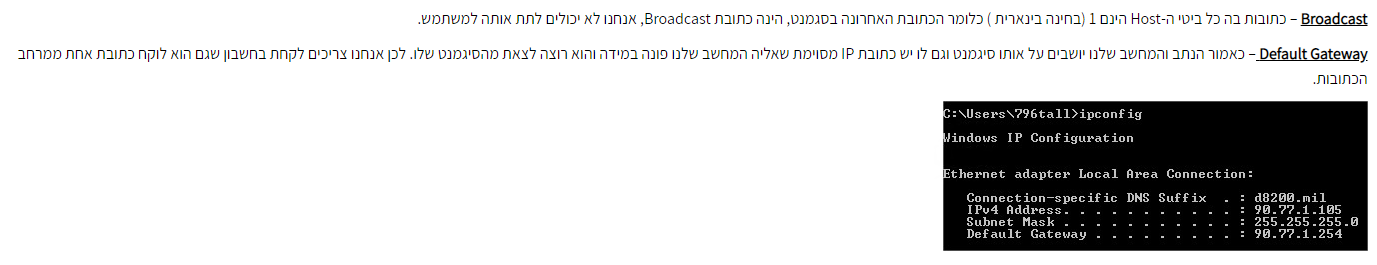 Broadcast – כתובות בה כל ביטי ה-Host הינם 1 (בחינה בינארית ) כלומר הכתובת האחרונה בסגמנט, הינה כתובת Broadcast, אנחנו לא יכולים לתת אותה למשתמש.
Default Gateway – כאמור הנתב והמחשב שלנו יושבים על אותו סיגמנט וגם לו יש כתובת IP מסוימת שאליה המחשב שלנו פונה במידה והוא רוצה לצאת מהסיגמנט שלו. לכן אנחנו צריכים לקחת בחשבון שגם הוא לוקח כתובת אחת ממרחב
הכתובות.
C:\Users\796tall>ipconfig
Windows IP Configuration
Ethernet adapter Local Area Connection:
Connection-specific DNS Suffix  . : d8200.mil
IPv4 Address. . . . . . . . . . . : 90.77.1.105
Subnet Mask . . . . . . . . . . . : 255.255.255.0
Default Gateway . . . . . . . . . : 90.77.1.254